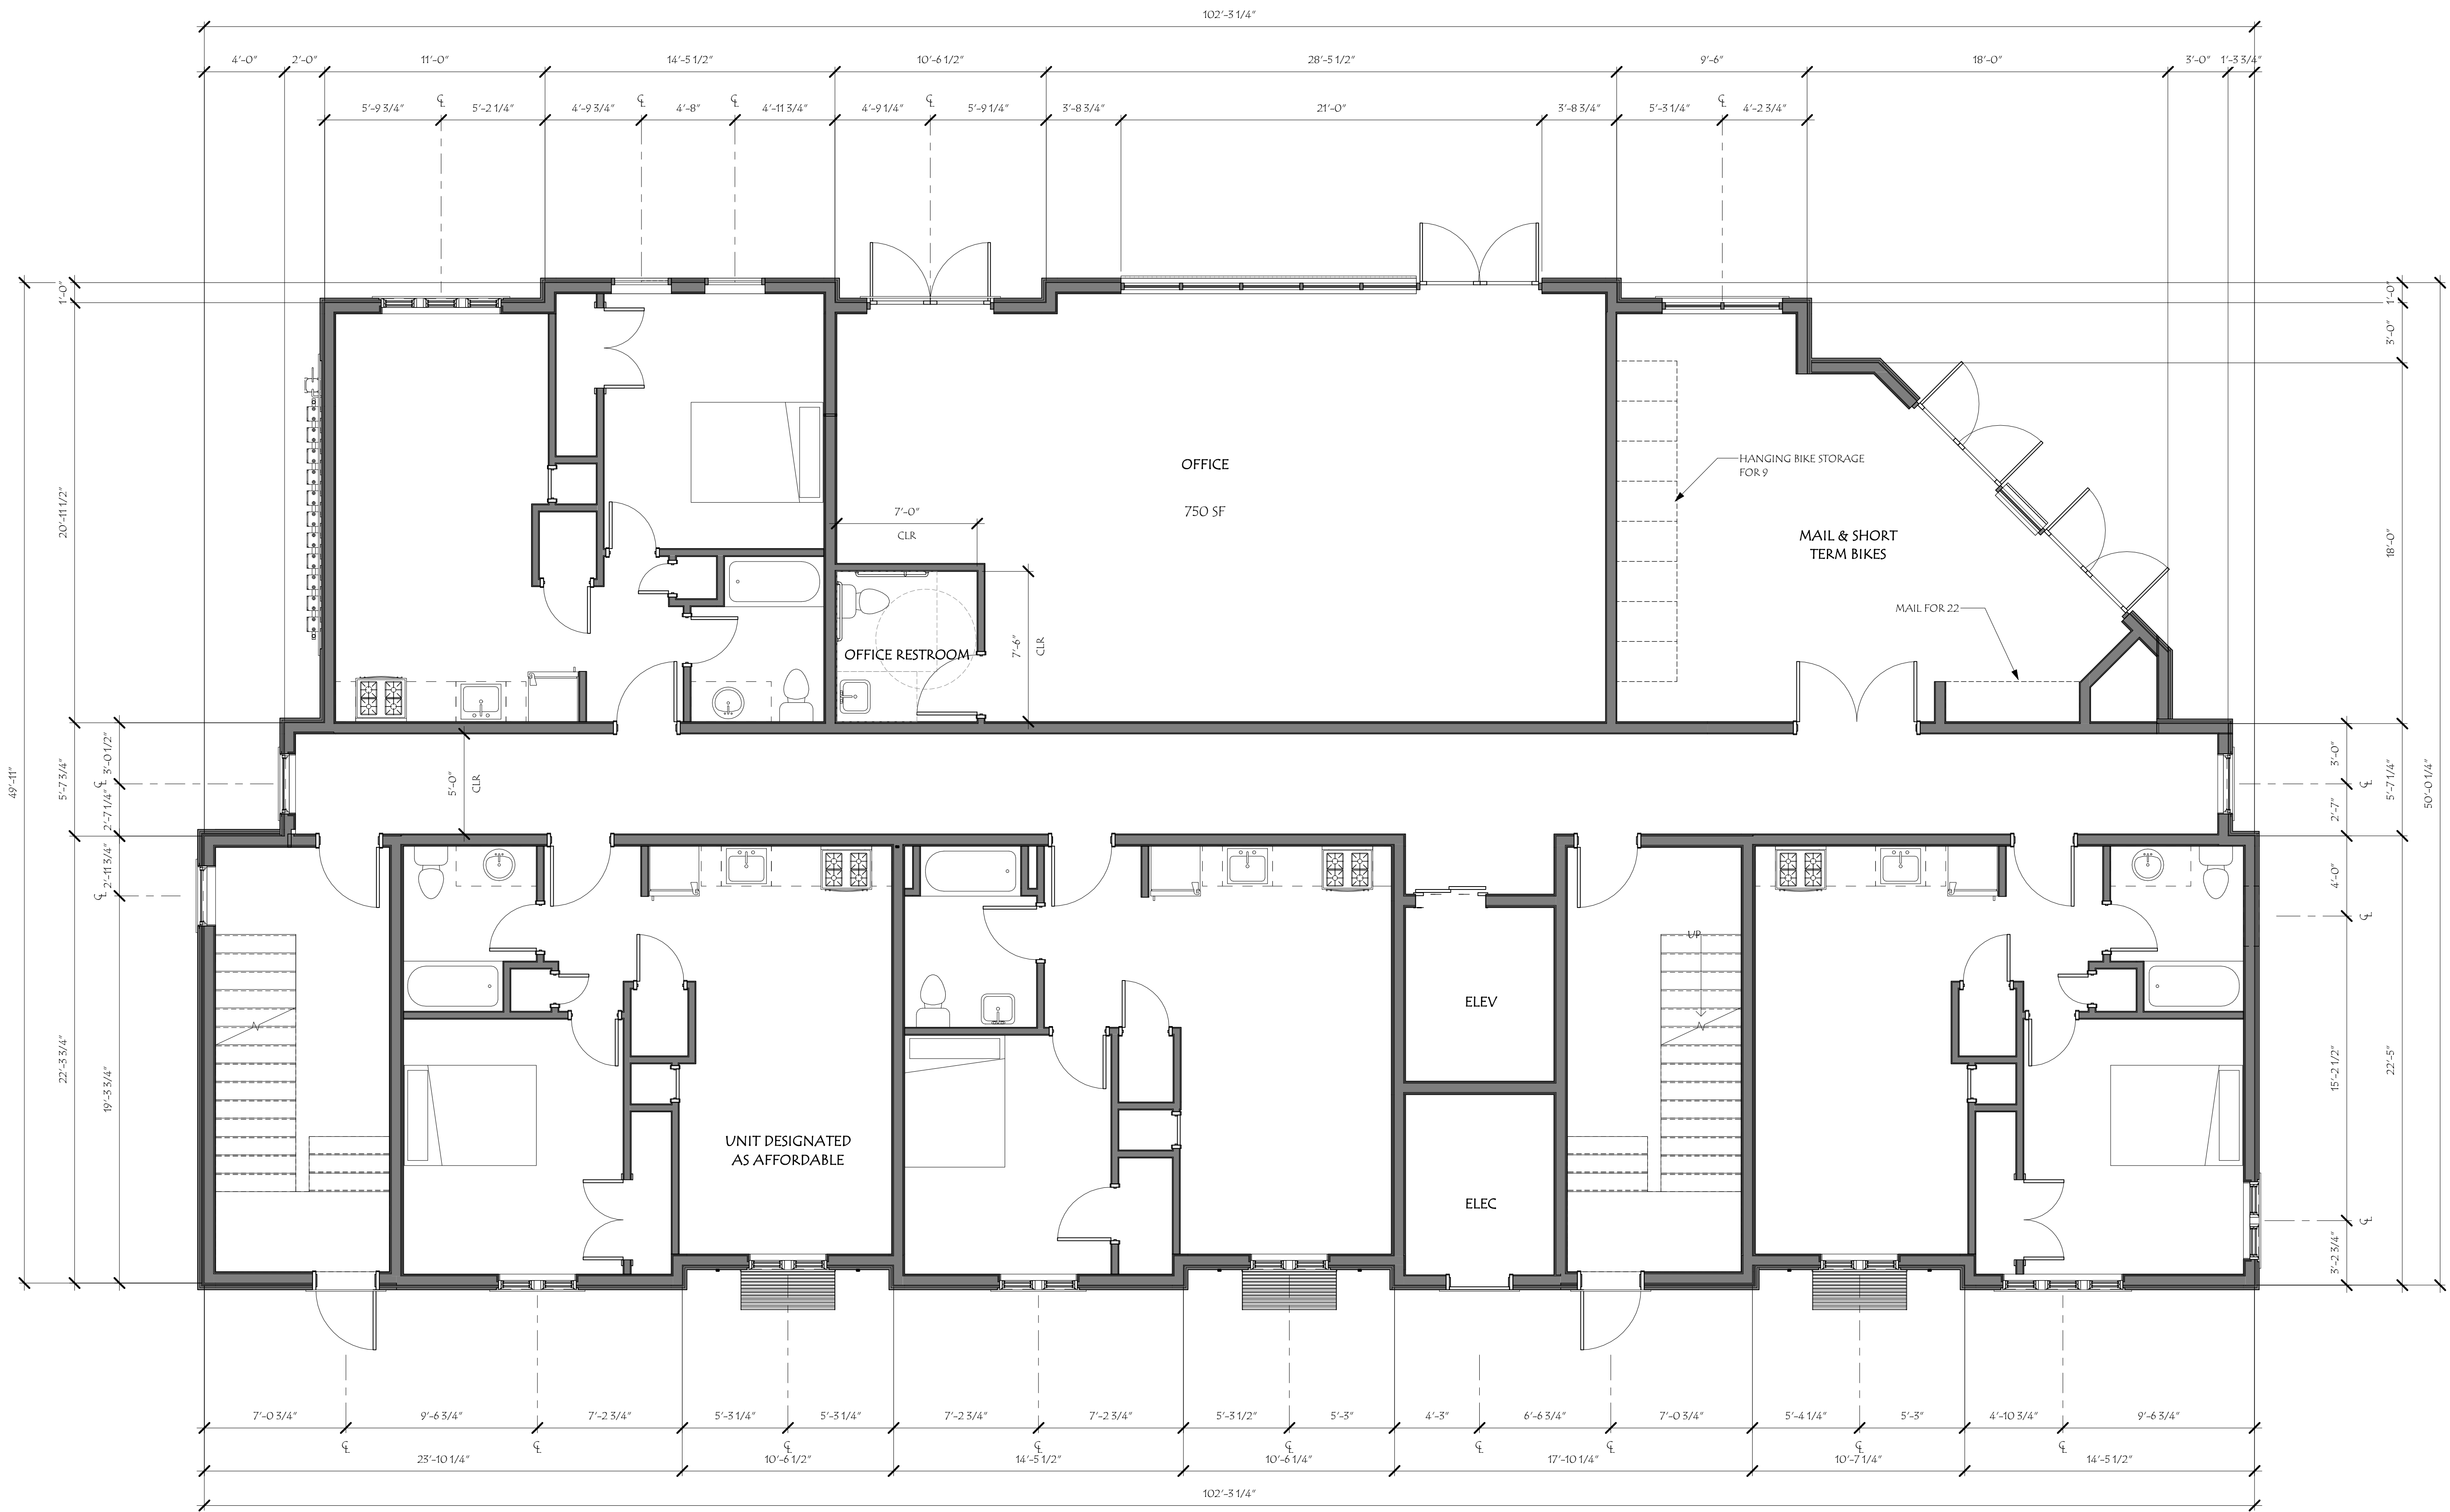 102'-3 1/4"
4'-0" 2'-0" 11'-0" 14'-5 1/2" 10'-6 1/2" 28'-5 1/2" 9'-6" 18'-0" 3'-0" 1'-3 3/4"
5'-9 3/4" ℄ 5'-2 1/4" 4'-9 3/4" ℄ 4'-8" ℄ 4'-11 3/4" 4'-9 1/4" ℄ 5'-9 1/4" 3'-8 3/4" 21'-0" 3'-8 3/4" 5'-3 1/4" ℄ 4'-2 3/4"
1'-0"
20'-11 1/2"
49'-11"
5'-7 3/4"
3'-0 1/2"
℄
2'-7 1/4"
2'-11 3/4"
℄
22'-3 3/4"
19'-3 3/4"
OFFICE
750 SF
7'-0"
CLR
OFFICE RESTROOM
7'-6"
CLR
HANGING BIKE STORAGE
FOR 9
MAIL & SHORT
TERM BIKES
MAIL FOR 22
5'-0"
CLR
UP
ELEV
ELEC
UNIT DESIGNATED
AS AFFORDABLE
1'-0"
3'-0"
18'-0"
3'-0"
℄
2'-7"
5'-7 1/4"
50'-0 1/4"
4'-0"
℄
15'-2 1/2"
22'-5"
℄
3'-2 3/4"
7'-0 3/4" 9'-6 3/4" 7'-2 3/4" 5'-3 1/4" 5'-3 1/4" 7'-2 3/4" 7'-2 3/4" 5'-3 1/2" 5'-3" 4'-3" 6'-6 3/4" 7'-0 3/4" 5'-4 1/4" 5'-3" 4'-10 3/4" 9'-6 3/4"
℄ ℄ ℄ ℄ ℄ ℄ ℄ ℄ ℄
23'-10 1/4" 10'-6 1/2" 14'-5 1/2" 10'-6 1/4" 17'-10 1/4" 10'-7 1/4" 14'-5 1/2"
102'-3 1/4"